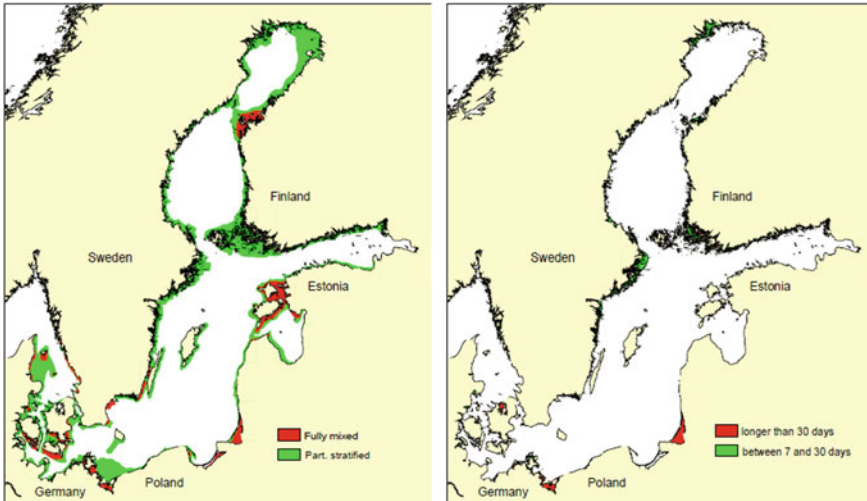 Finland
Sweden
Estonia
Fully mixed
Part. stratified
Poland
Germany
Finland
Sweden
Estonia
longer than 30 days
between 7 and 30 days
Poland
Germany